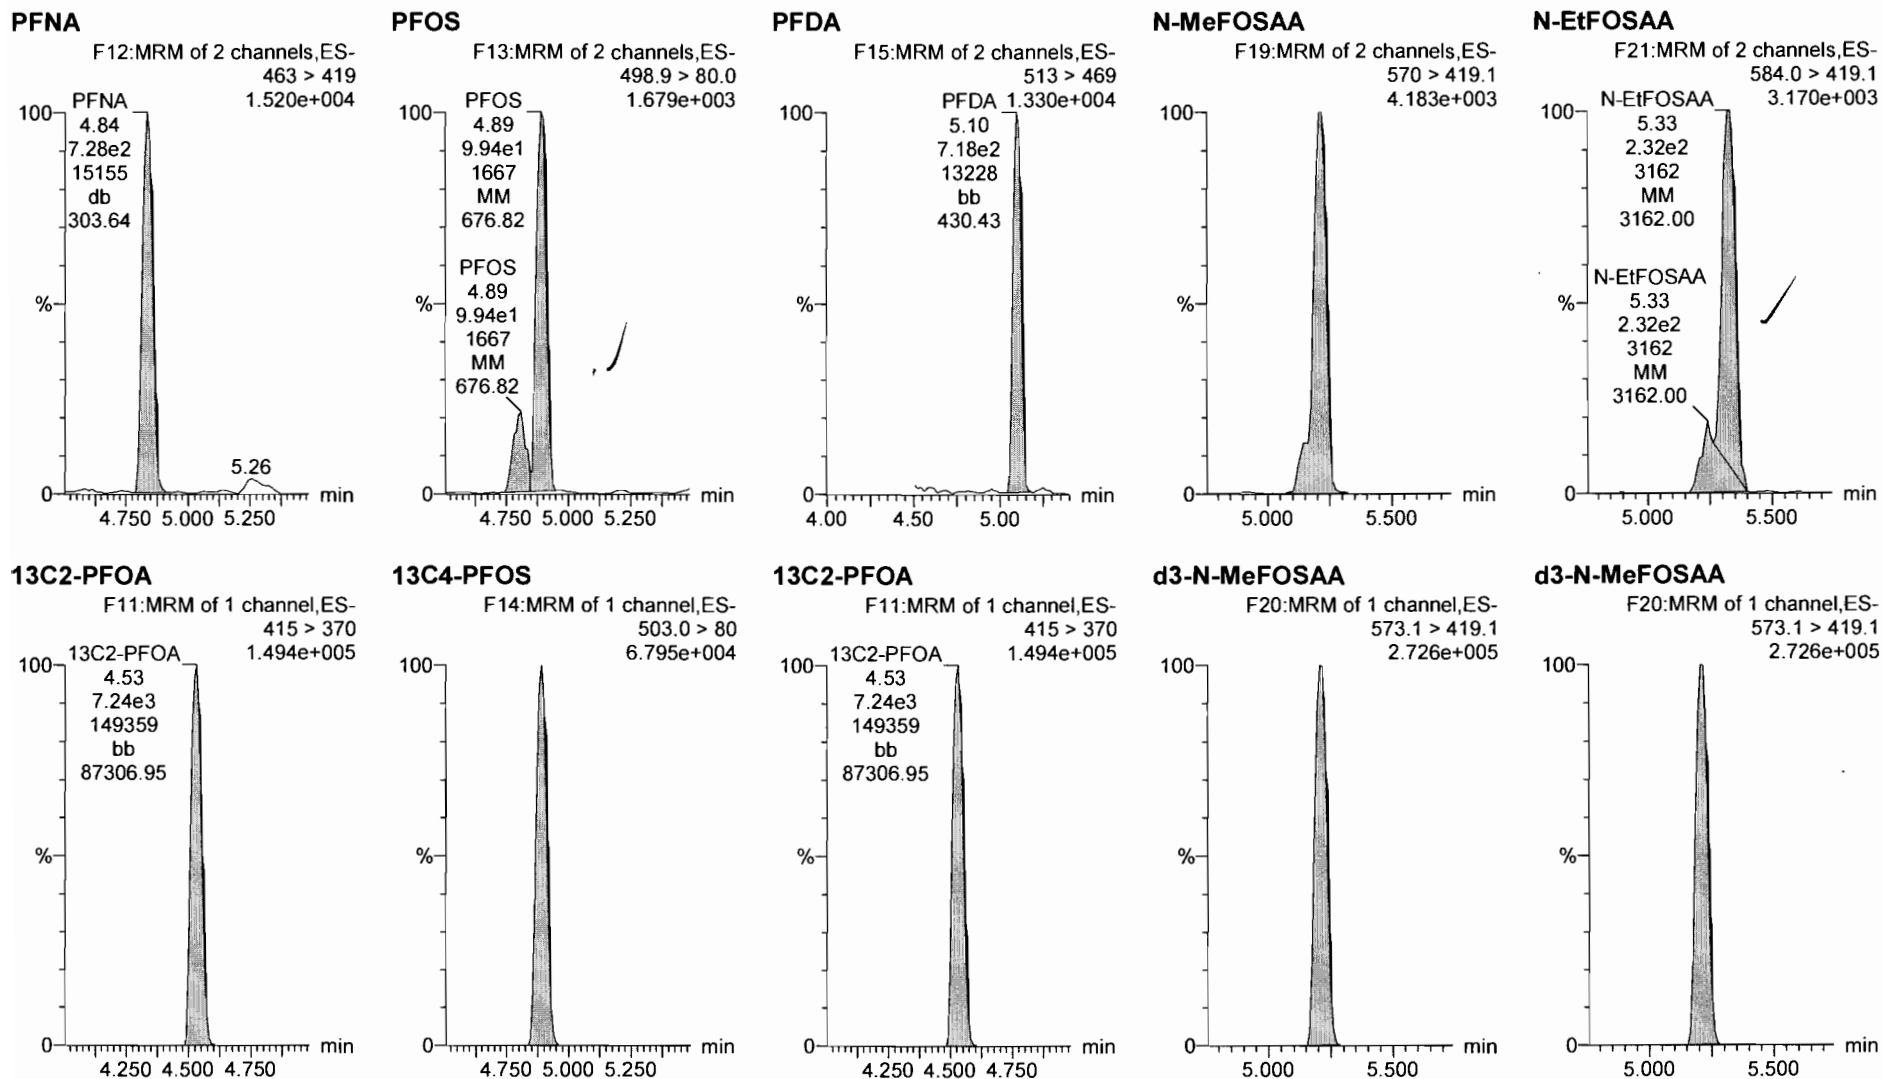 PFNA
F12:MRM of 2 channels,ES-
463 > 419
1.520e+004
PFNA
4.84
7.28e2
15155
db
303.64
5.26
100
%
0
min
4.750 5.000 5.250
PFOS
F13:MRM of 2 channels,ES-
498.9 > 80.0
1.679e+003
PFOS
4.89
9.94e1
1667
MM
676.82
PFOS
4.89
9.94e1
1667
MM
676.82
100
%
0
min
4.750 5.000 5.250
PFDA
F15:MRM of 2 channels,ES-
513 > 469
1.330e+004
PFDA
5.10
7.18e2
13228
bb
430.43
100
%
0
min
4.00 4.50 5.00
N-MeFOSAA
F19:MRM of 2 channels,ES-
570 > 419.1
4.183e+003
100
%
0
min
5.000 5.500
N-EtFOSAA
F21:MRM of 2 channels,ES-
584.0 > 419.1
3.170e+003
N-EtFOSAA
5.33
2.32e2
3162
MM
3162.00
N-EtFOSAA
5.33
2.32e2
3162
MM
3162.00
100
%
0
min
5.000 5.500
13C2-PFOA
F11:MRM of 1 channel,ES-
415 > 370
1.494e+005
13C2-PFOA
4.53
7.24e3
149359
bb
87306.95
100
%
0
min
4.250 4.500 4.750
13C4-PFOS
F14:MRM of 1 channel,ES-
503.0 > 80
6.795e+004
100
%
0
min
4.750 5.000 5.250
13C2-PFOA
F11:MRM of 1 channel,ES-
415 > 370
1.494e+005
13C2-PFOA
4.53
7.24e3
149359
bb
87306.95
100
%
0
min
4.250 4.500 4.750
d3-N-MeFOSAA
F20:MRM of 1 channel,ES-
573.1 > 419.1
2.726e+005
100
%
0
min
5.000 5.500
d3-N-MeFOSAA
F20:MRM of 1 channel,ES-
573.1 > 419.1
2.726e+005
100
%
0
min
5.000 5.500